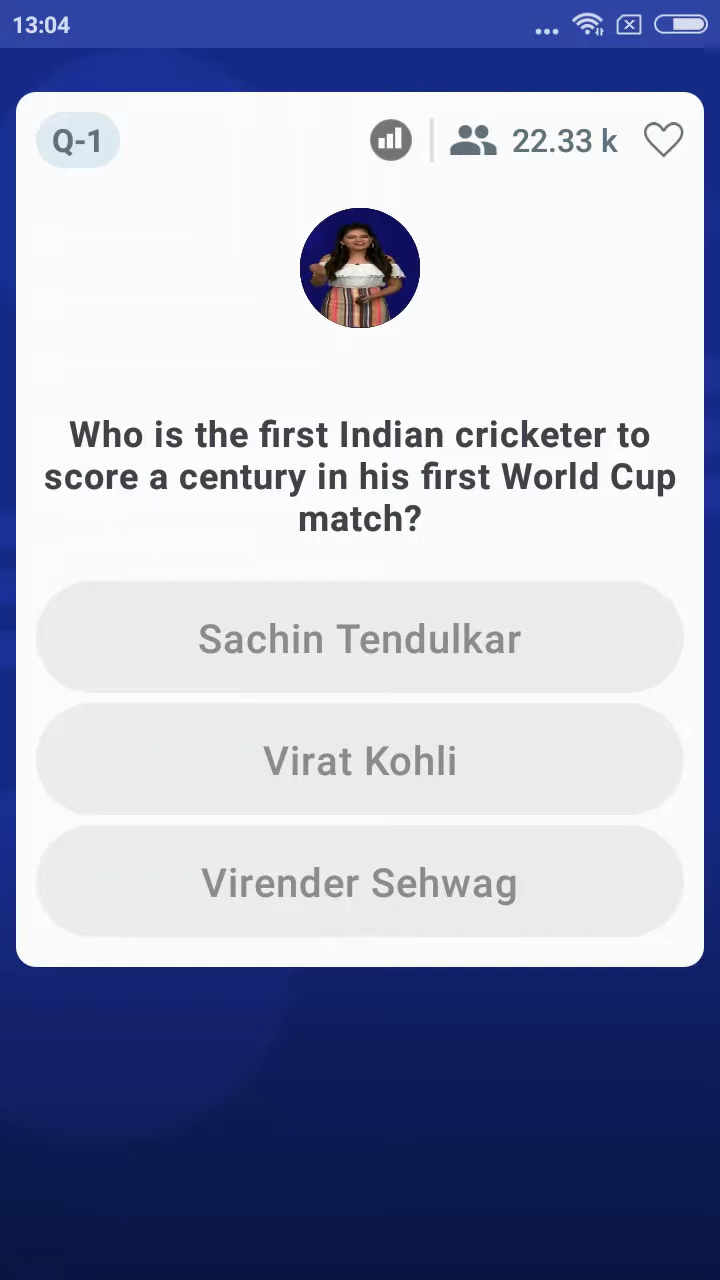 13:04
Q-1
22.33 k
Who is the first Indian cricketer to
score a century in his first World Cup
match?
Sachin Tendulkar
Virat Kohli
Virender Sehwag